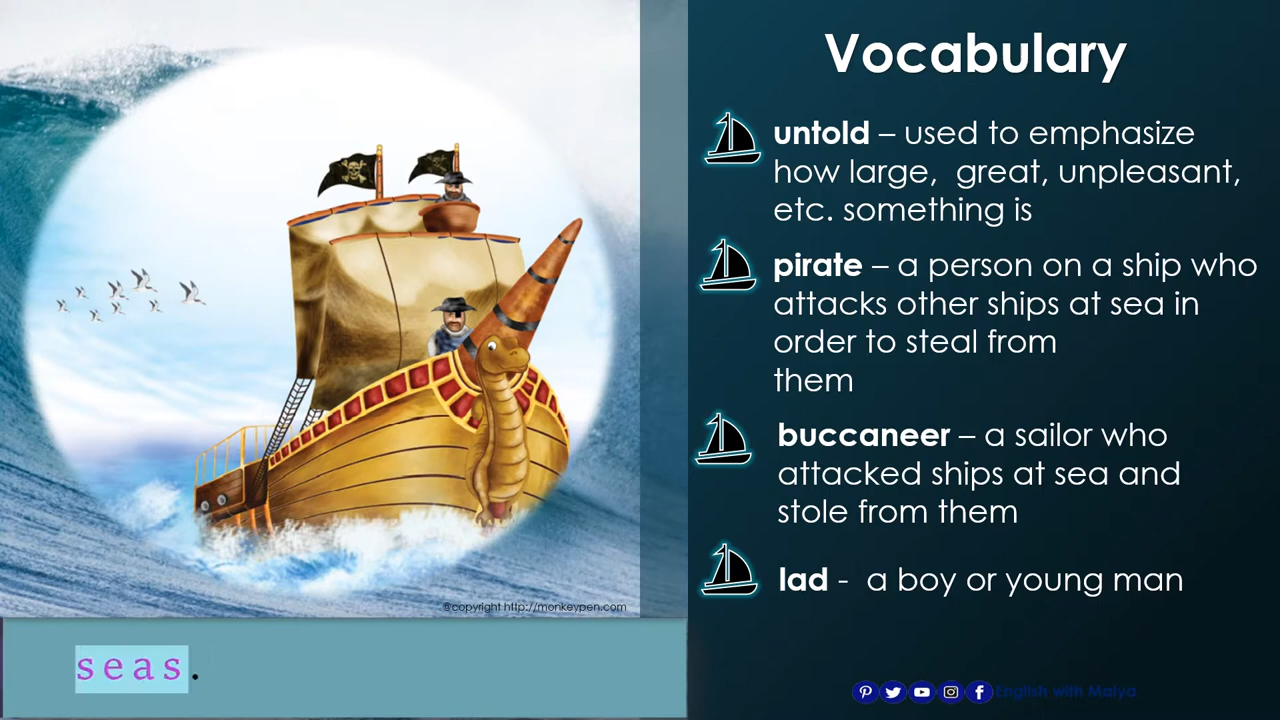 Vocabulary
untold – used to emphasize
how large, great, unpleasant,
etc. something is
pirate – a person on a ship who
attacks other ships at sea in
order to steal from
them
buccaneer – a sailor who
attacked ships at sea and
stole from them
lad - a boy or young man
©copyright http://monkeypen.com
seas.
English with Maiya